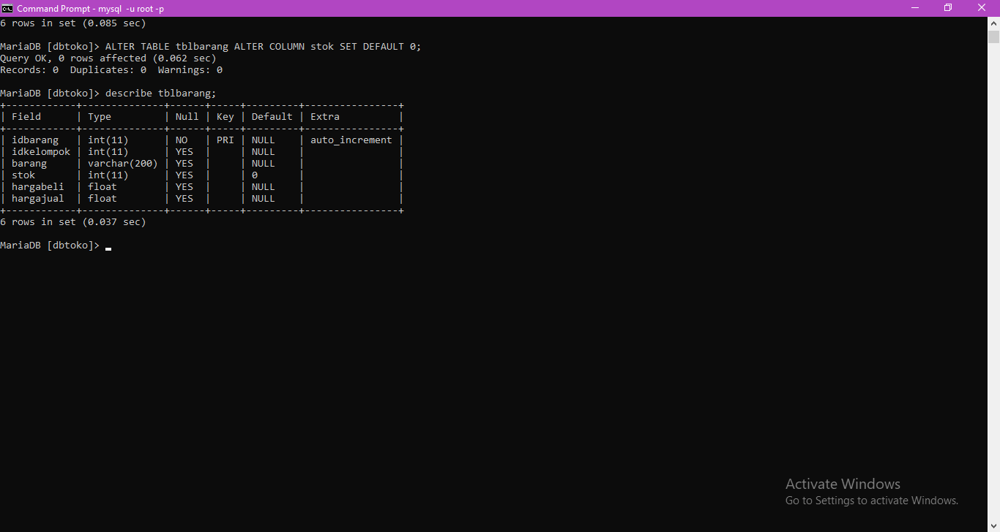 Command Prompt - mysql -u root -p
6 rows in set (0.085 sec)
MariaDB [dbtoko]> ALTER TABLE tblbarang ALTER COLUMN stok SET DEFAULT 0;
Query OK, 0 rows affected (0.062 sec)
Records: 0  Duplicates: 0  Warnings: 0
MariaDB [dbtoko]> describe tblbarang;
+------------+--------------+------+-----+---------+----------------+
| Field      | Type         | Null | Key | Default | Extra          |
+------------+--------------+------+-----+---------+----------------+
| idbarang   | int(11)      | NO   | PRI | NULL    | auto_increment |
| idkelompok | int(11)      | YES  |     | NULL    |                |
| barang     | varchar(200) | YES  |     | NULL    |                |
| stok       | int(11)      | YES  |     | 0       |                |
| hargabeli  | float        | YES  |     | NULL    |                |
| hargajual  | float        | YES  |     | NULL    |                |
+------------+--------------+------+-----+---------+----------------+
6 rows in set (0.037 sec)
MariaDB [dbtoko]>
Activate Windows
Go to Settings to activate Windows.